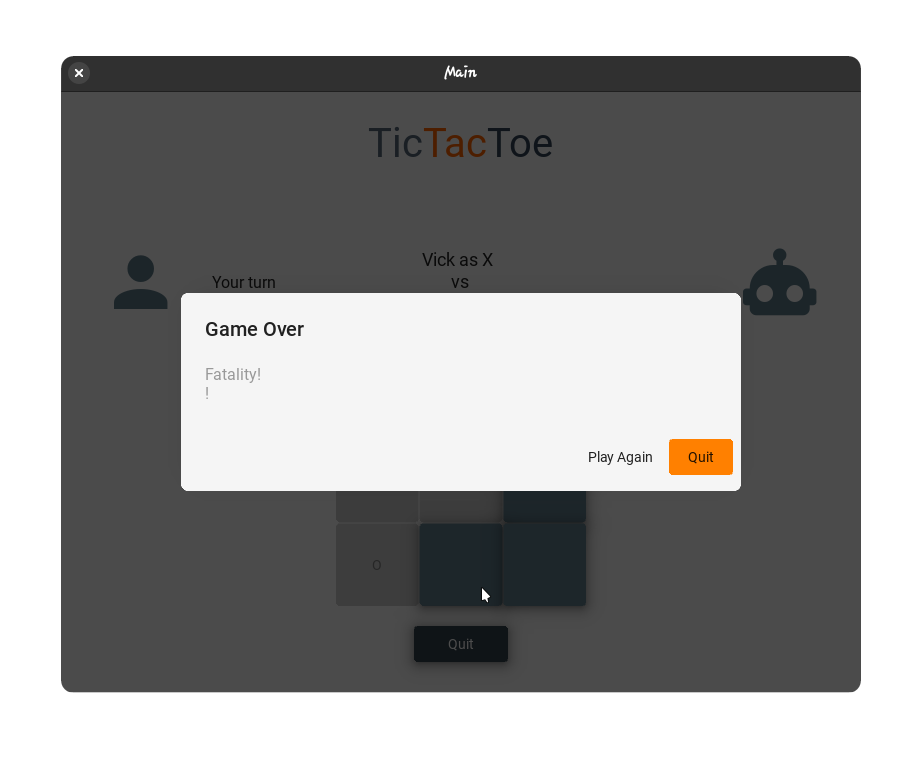 Main
TicTacToe
Vick as X
Your turn
vs
Game Over
Fatality!
!
Play Again
Quit
O
Quit